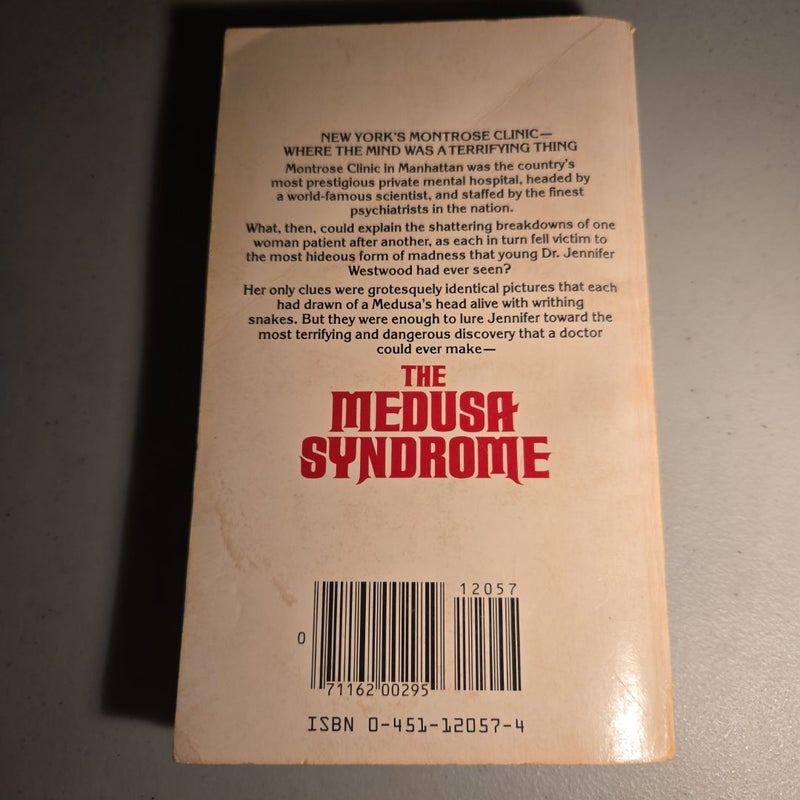 NEW YORK'S MONTROSE CLINIC—
WHERE THE MIND WAS A TERRIFYING THING
Montrose Clinic in Manhattan was the country's
most prestigious private mental hospital, headed by
a world-famous scientist, and staffed by the finest
psychiatrists in the nation.
What, then, could explain the shattering breakdowns of one
woman patient after another, as each in turn fell victim to
the most hideous form of madness that young Dr. Jennifer
Westwood had ever seen?
Her only clues were grotesquely identical pictures that each
had drawn of a Medusa's head alive with writhing
snakes. But they were enough to lure Jennifer toward the
most terrifying and dangerous discovery that a doctor
could ever make—
THE
MEDUSA
SYNDROME
12057
0
71162 00295
ISBN 0-451-12057-4